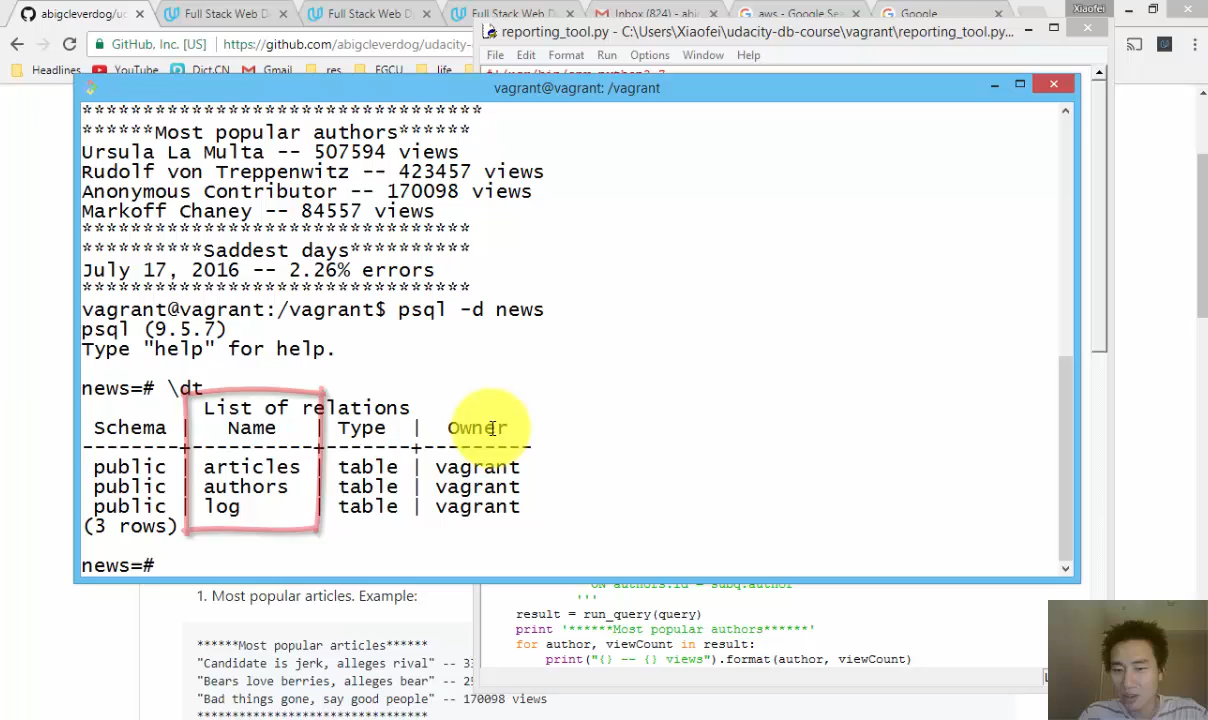 abigcleverdog/uc
Full Stack Web D
Full Stack Web D
Full Stack Web D
Inbox (824) - abi
aws - Google Se
Google
Xiaofei
GitHub, Inc. [US]
https://github.com/abigcleverdog/udacity-
reporting_tool.py - C:\Users\Xiaofei\udacity-db-course\vagrant\reporting_tool.py...
File Edit Format Run Options Window Help
Headlines
YouTube
Dict.CN
Gmail
res
FGCU
life
vagrant@vagrant: /vagrant
*********************************
******Most popular authors******
Ursula La Multa -- 507594 views
Rudolf von Treppenwitz -- 423457 views
Anonymous Contributor -- 170098 views
Markoff Chaney -- 84557 views
********************************
**********Saddest days**********
July 17, 2016 -- 2.26% errors
********************************
vagrant@vagrant:/vagrant$ psql -d news
psql (9.5.7)
Type "help" for help.
news=# \dt
List of relations
Schema | Name | Type | Owner
--------+----------+-------+---------
public | articles | table | vagrant
public | authors | table | vagrant
public | log | table | vagrant
(3 rows)
news=#
ON authors.id = subq.author
'''
result = run_query(query)
print '******Most popular authors******'
for author, viewCount in result:
print("{} -- {} views").format(author, viewCount)
1. Most popular articles. Example:
******Most popular articles******
"Candidate is jerk, alleges rival" -- 33
"Bears love berries, alleges bear" -- 25
"Bad things gone, say good people" -- 170098 views
********************************